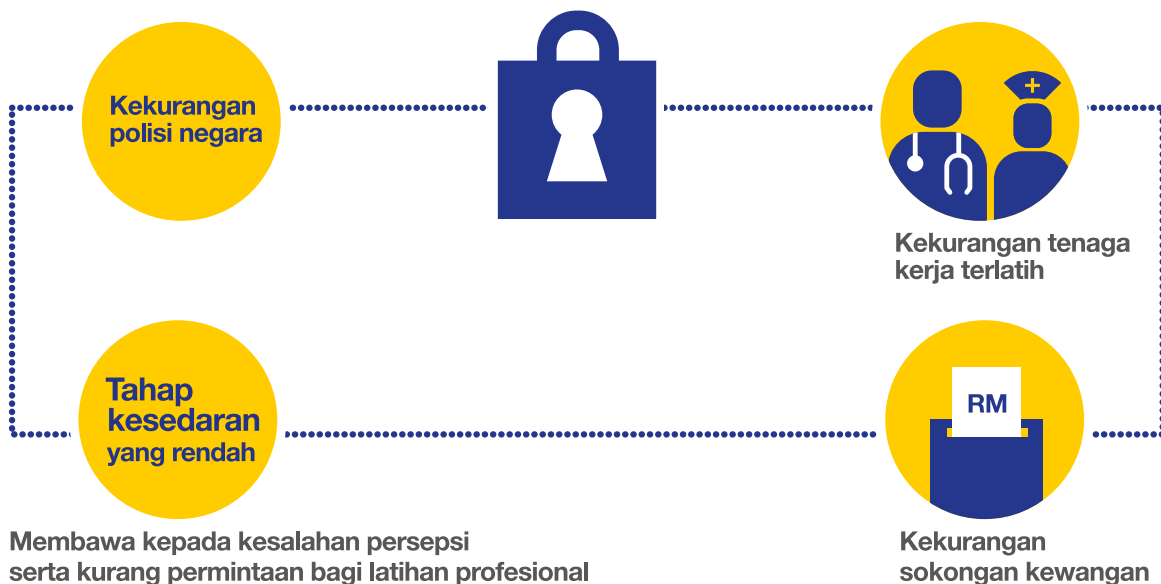 Kekurangan
polisi negara
Kekurangan tenaga
kerja terlatih
Tahap
kesedaran
yang rendah
RM
Membawa kepada kesalahan persepsi
serta kurang permintaan bagi latihan profesional
Kekurangan
sokongan kewangan